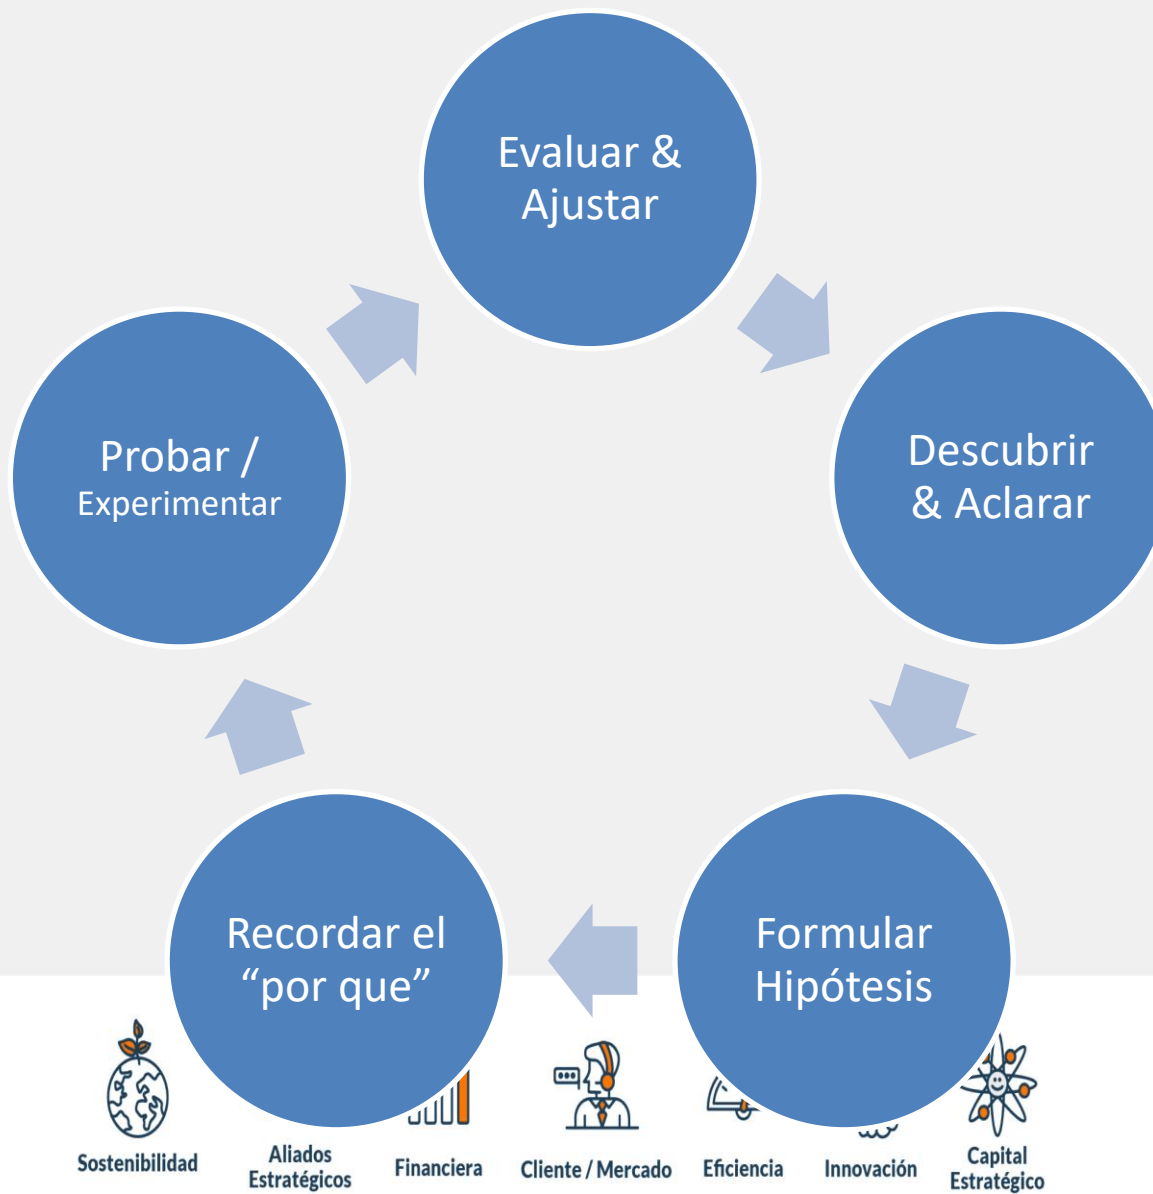 Evaluar &
Ajustar
Descubrir
& Aclarar
Formular
Hipótesis
Recordar el
“por que”
Probar /
Experimentar
Sostenibilidad
Aliados
Estratégicos
Financiera
Cliente / Mercado
Eficiencia
Innovación
Capital
Estratégico